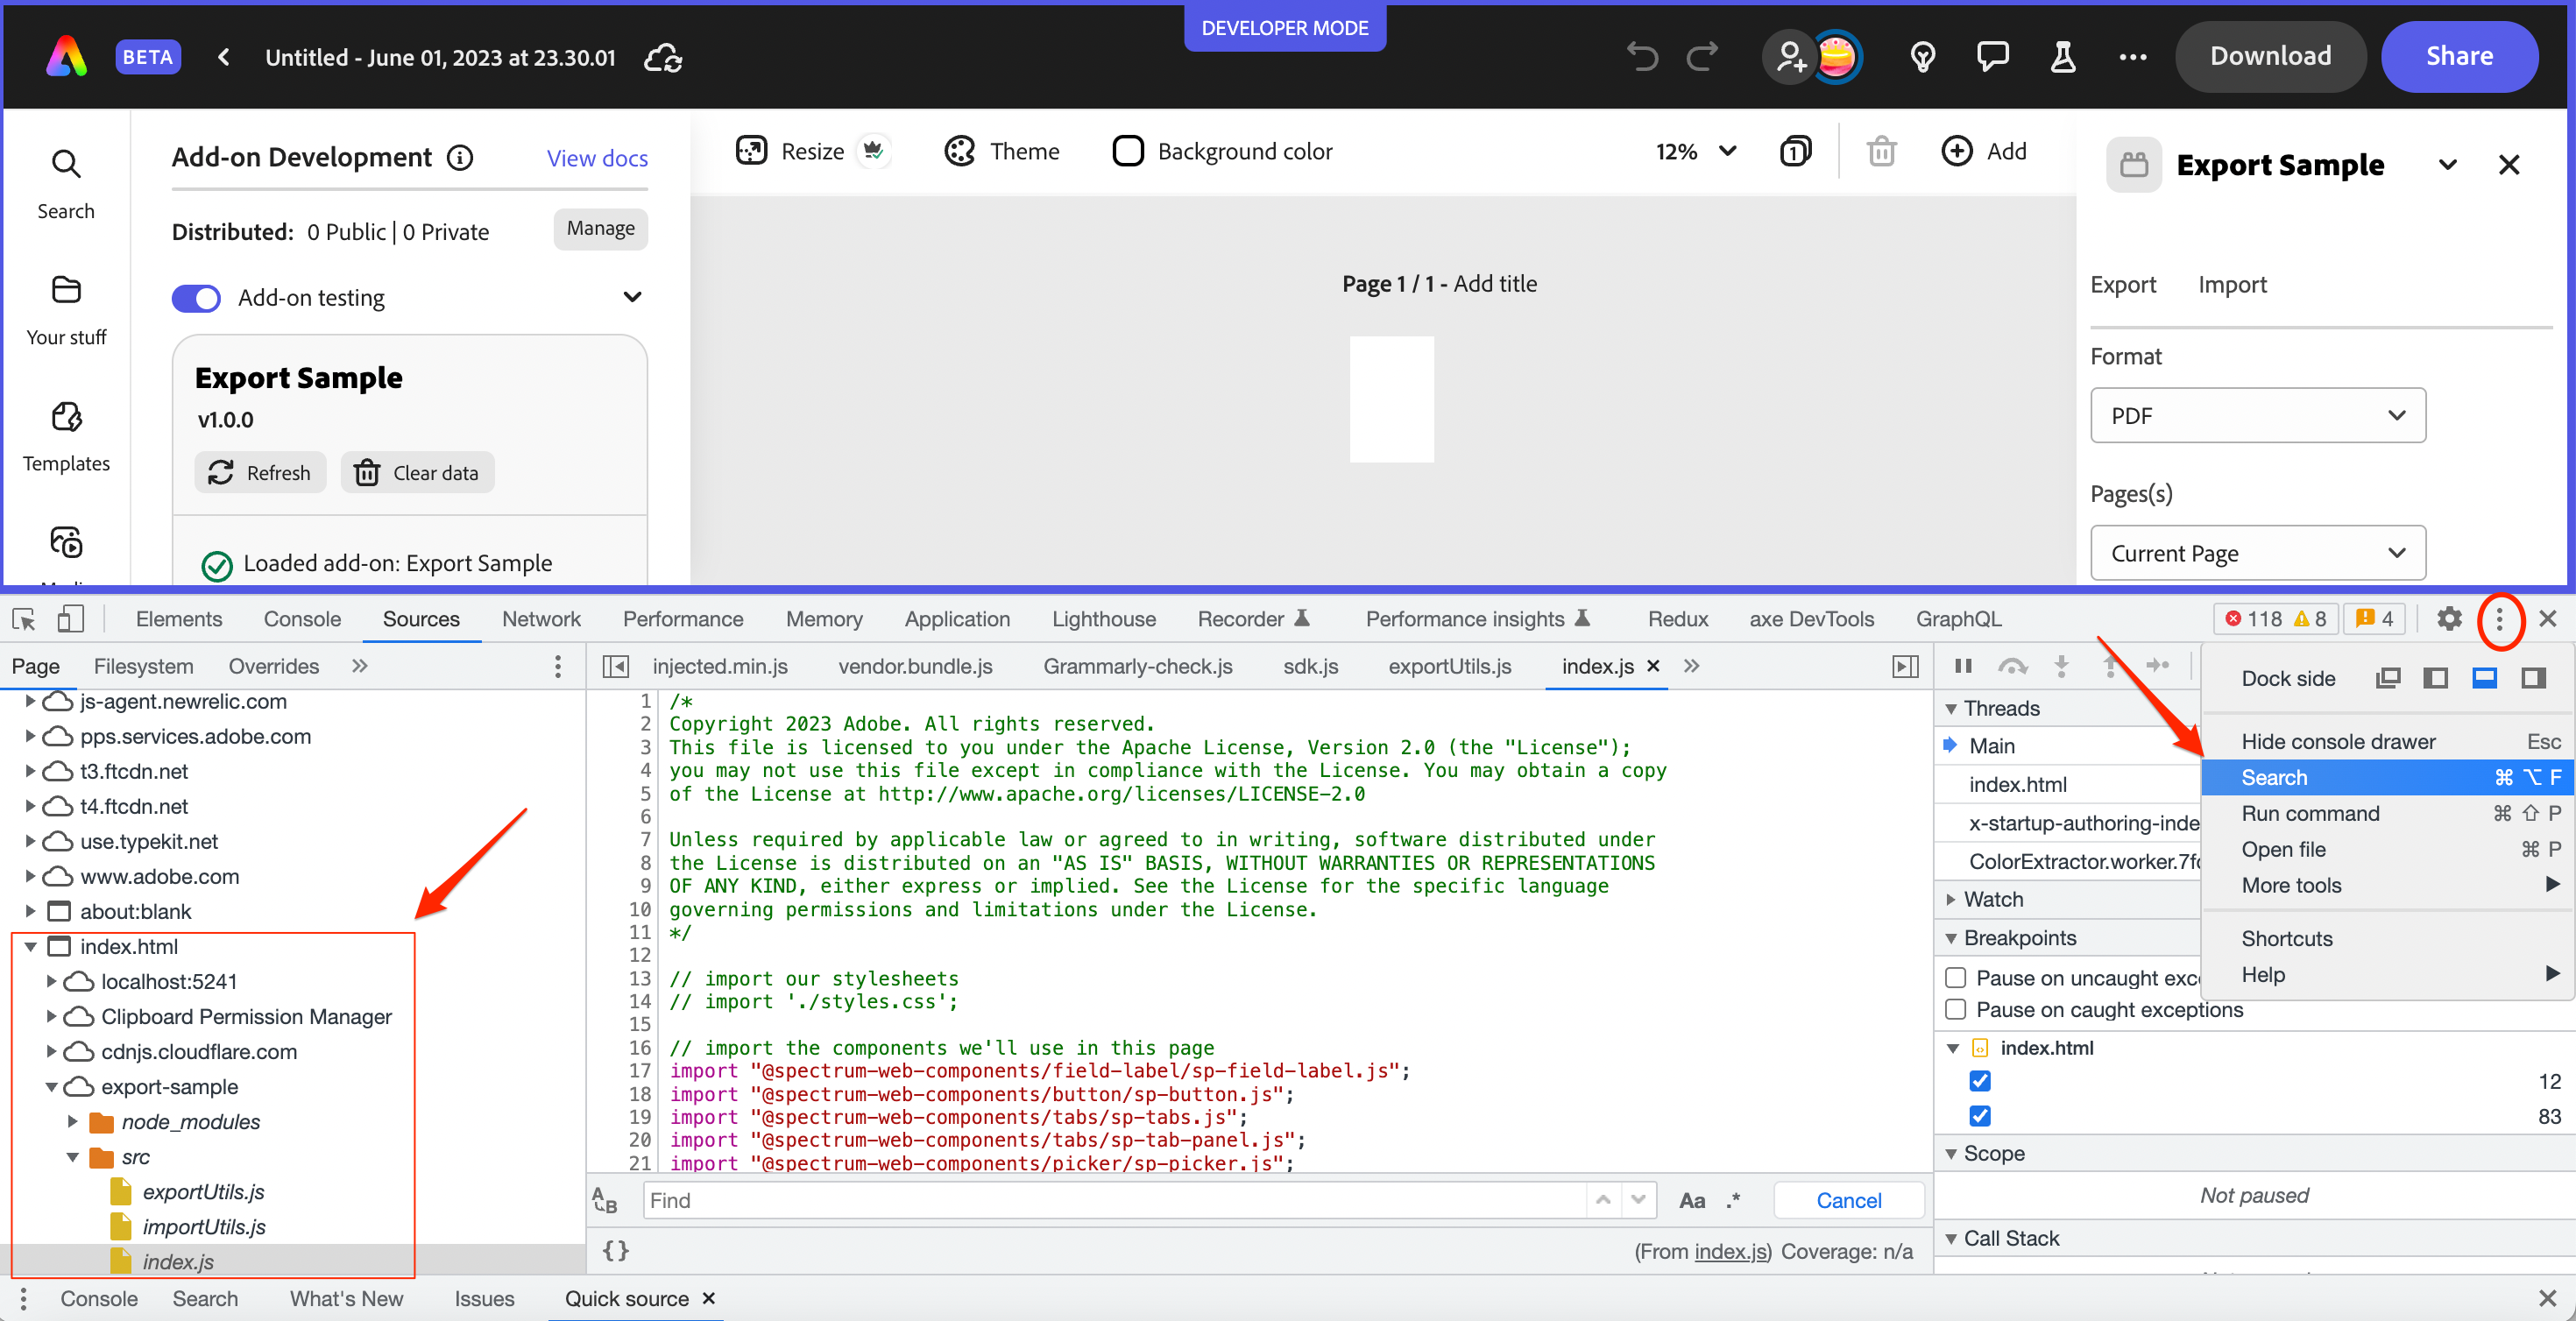 DEVELOPER MODE
BETA
Untitled - June 01, 2023 at 23.30.01
Download
Share
Search
Your stuff
Templates
Add-on Development
View docs
Distorted: 0 Public | 0 Private
Manage
Add-on testing
Export Sample
v1.0.0
Refresh
Clear data
Loaded add-on: Export Sample
Resize
Theme
Background color
12%
1
Add
Page 1 / 1 - Add title
Export Sample
Export
Import
Format
PDF
Pages(s)
Current Page
Elements
Console
Sources
Network
Performance
Memory
Application
Lighthouse
Recorder
Performance insights
Redux
axe DevTools
GraphQL
118
8
4
Page
Filesystem
Overrides
js-agent.newrelic.com
pps.services.adobe.com
t3.ftcdn.net
t4.ftcdn.net
use.typekit.net
www.adobe.com
about:blank
index.html
localhost:5241
Clipboard Permission Manager
cdnjs.cloudflare.com
export-sample
node_modules
src
exportUtils.js
importUtils.js
index.js
injected.min.js
vendor.bundle.js
Grammarly-check.js
sdk.js
exportUtils.js
index.js
1 /*
2 Copyright 2023 Adobe. All rights reserved.
3 This file is licensed to you under the Apache License, Version 2.0 (the "License");
4 you may not use this file except in compliance with the License. You may obtain a copy
5 of the License at http://www.apache.org/licenses/LICENSE-2.0
6
7 Unless required by applicable law or agreed to in writing, software distributed under
8 the License is distributed on an "AS IS" BASIS, WITHOUT WARRANTIES OR REPRESENTATIONS
9 OF ANY KIND, either express or implied. See the License for the specific language
10 governing permissions and limitations under the License.
11 */
12
13 // import our stylesheets
14 // import './styles.css';
15
16 // import the components we'll use in this page
17 import "@spectrum-web-components/field-label/sp-field-label.js";
18 import "@spectrum-web-components/button/sp-button.js";
19 import "@spectrum-web-components/tabs/sp-tabs.js";
20 import "@spectrum-web-components/tabs/sp-tab-panel.js";
21 import "@spectrum-web-components/picker/sp-picker.js";
Find
Aa
.*
Cancel
{}
(From index.js) Coverage: n/a
Threads
Main
index.html
x-startup-authoring-inde
ColorExtractor.worker.7fc
Watch
Breakpoints
Pause on uncaught exc
Pause on caught exceptions
index.html
12
83
Scope
Not paused
Call Stack
Dock side
Hide console drawer Esc
Search ⌘ ⌥ F
Run command ⌘ ⇧ P
Open file ⌘ P
More tools
Shortcuts
Help
Console
Search
What's New
Issues
Quick source